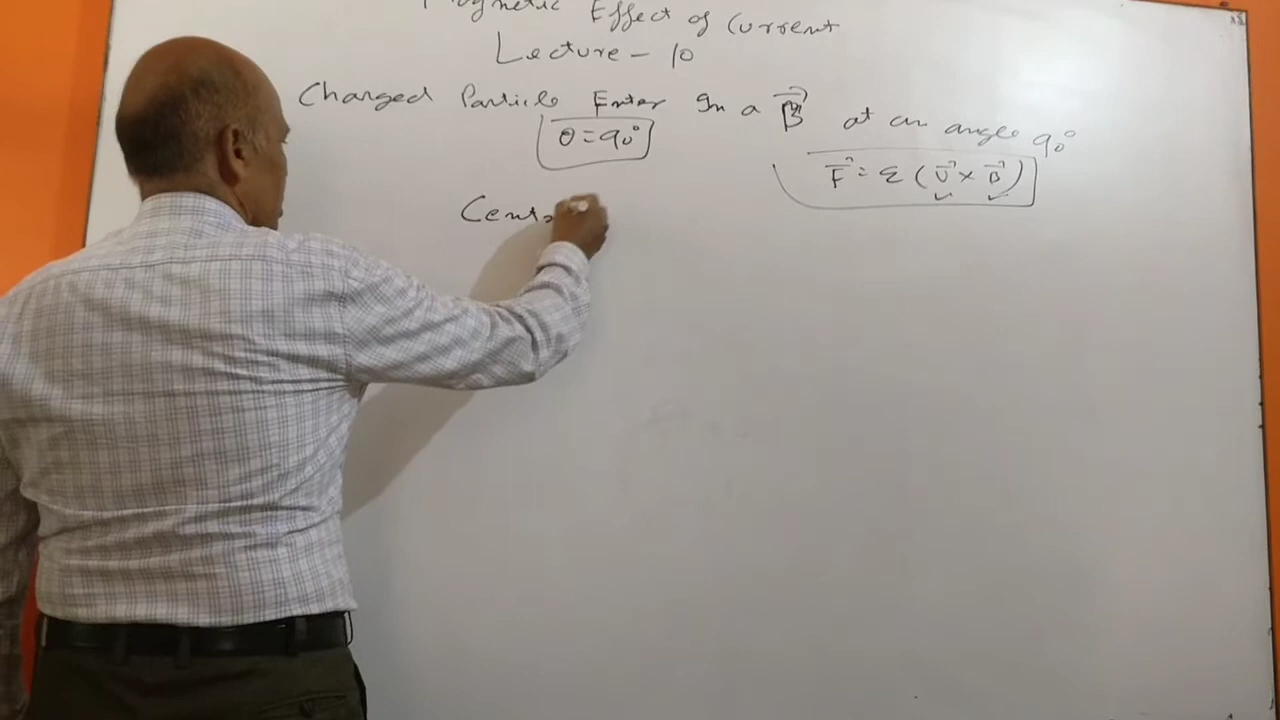 Magnetic Effect of Current
Lecture - 10
Charged Particle Enter In a B⃗ at an angle 90°
θ = 90°
F⃗ = q (v⃗ × B⃗)
Cent